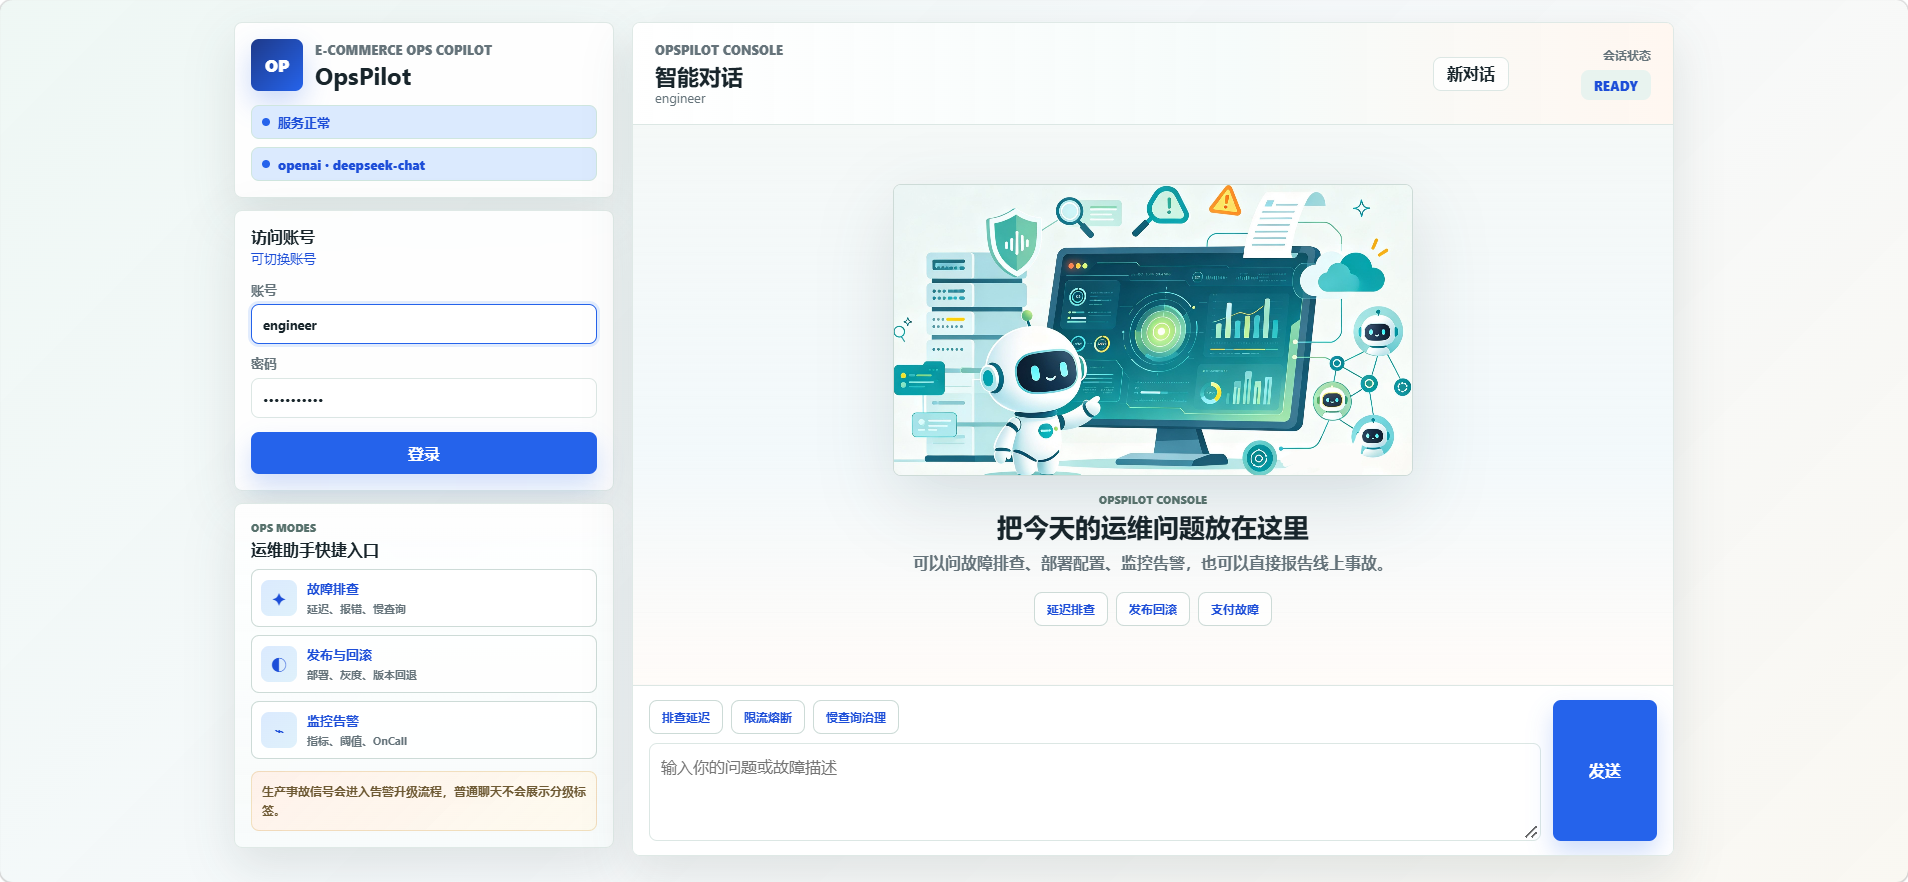 OP
E-COMMERCE OPS COPILOT
OpsPilot
服务正常
openai · deepseek-chat
访问账号
可切换账号
账号
engineer
密码
•••••••••••
登录
OPS MODES
运维助手快捷入口
故障排查
延迟、报错、慢查询
发布与回滚
部署、灰度、版本回退
监控告警
指标、阈值、OnCall
生产事故信号会进入告警升级流程，普通聊天不会展示分级标
签。
OPSPILOT CONSOLE
智能对话
engineer
新对话
会话状态
READY
OPSPILOT CONSOLE
把今天的运维问题放在这里
可以问故障排查、部署配置、监控告警，也可以直接报告线上事故。
延迟排查
发布回滚
支付故障
排查延迟
限流熔断
慢查询治理
输入你的问题或故障描述
发送